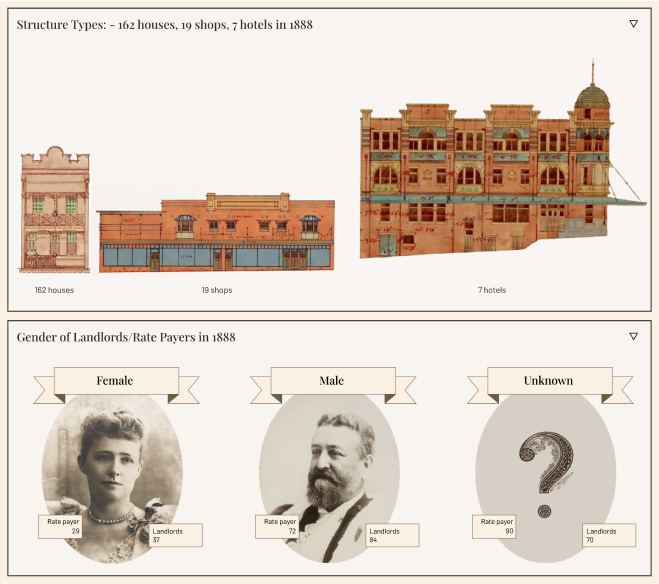 Structure Types: - 162 houses, 19 shops, 7 hotels in 1888
162 houses
19 shops
7 hotels
Gender of Landlords/Rate Payers in 1888
Female
Male
Unknown
Rate payer
29
Landlords
37
Rate payer
72
Landlords
84
Rate payer
90
Landlords
70